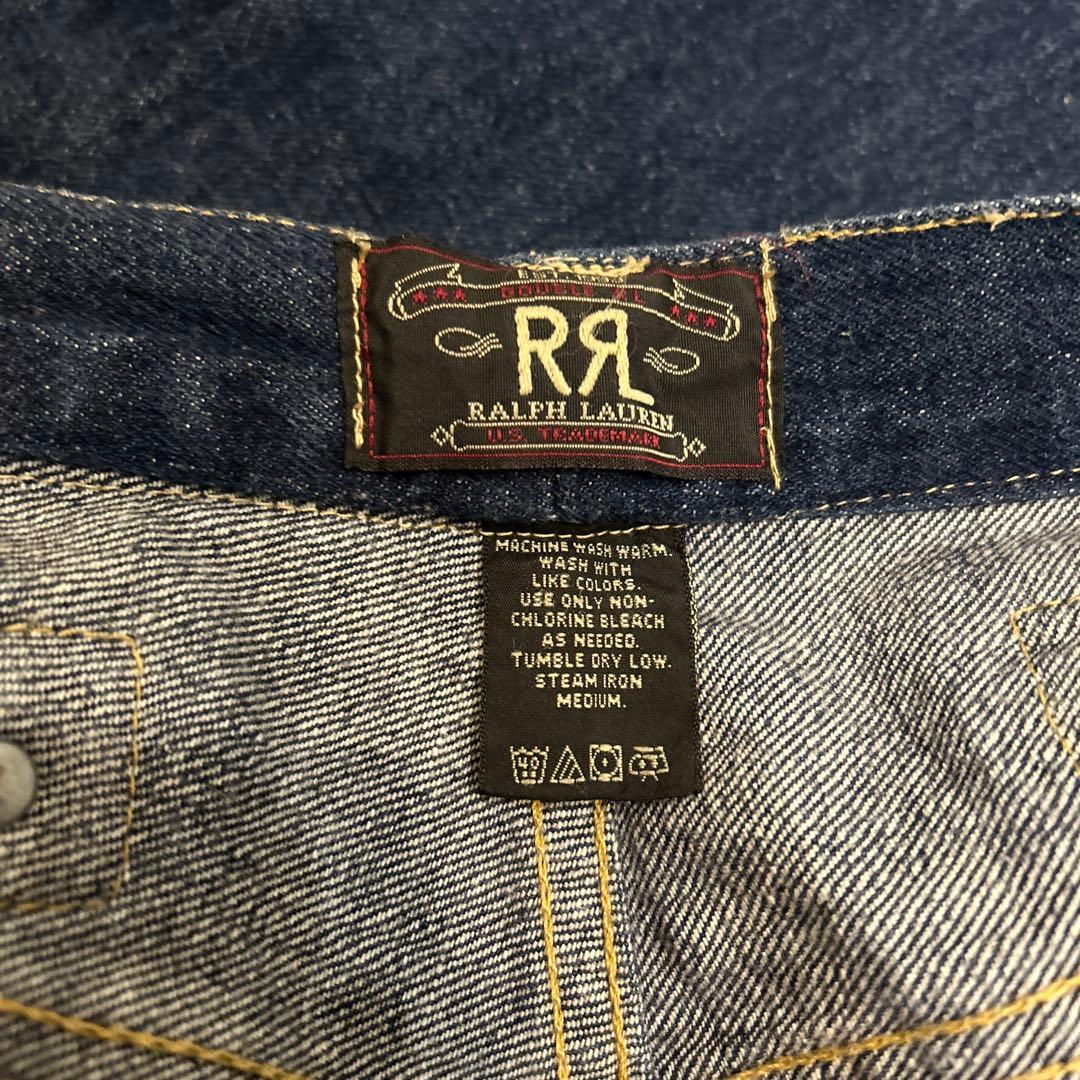 DOUBLE RL
RRL
RALPH LAUREN
U.S. TRADEMARK
MACHINE WASH WARM.
WASH WITH
LIKE COLORS.
USE ONLY NON-
CHLORINE BLEACH
AS NEEDED.
TUMBLE DRY LOW.
STEAM IRON
MEDIUM.
40